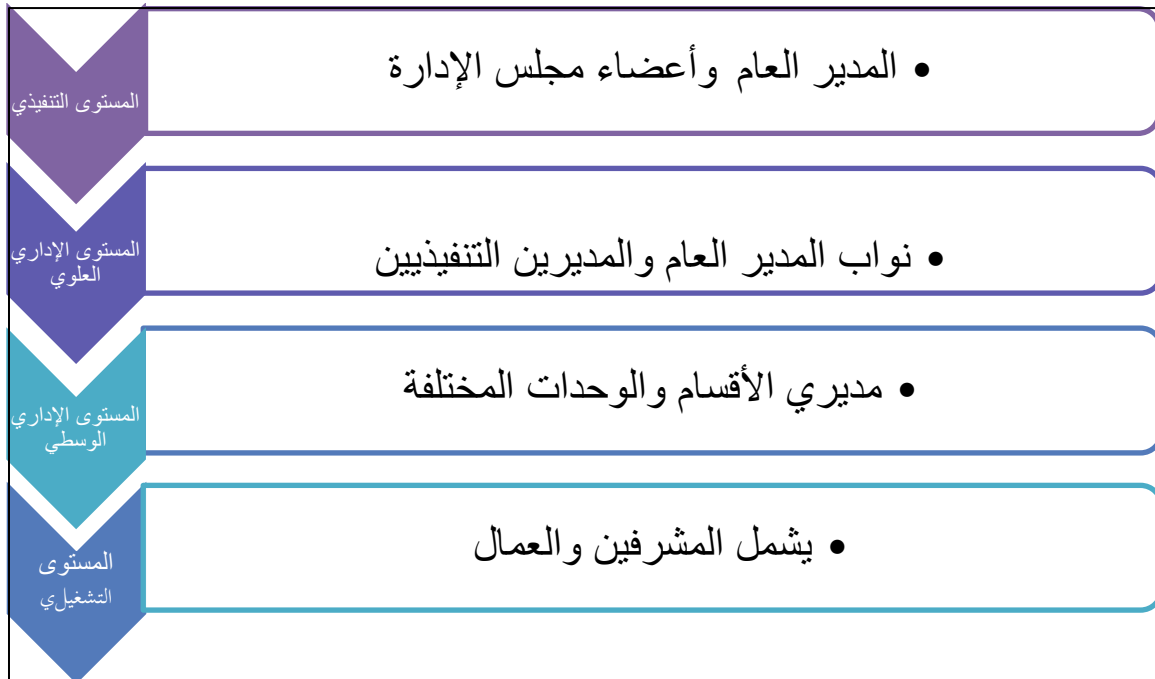 المستوى التنفيذي
• المدير العام وأعضاء مجلس الإدارة
المستوى الإداري
العلوي
• نواب المدير العام والمديرين التنفيذيين
المستوى الإداري
الوسطي
• مديري الأقسام والوحدات المختلفة
المستوى
التشغيلي
• يشمل المشرفين والعمال